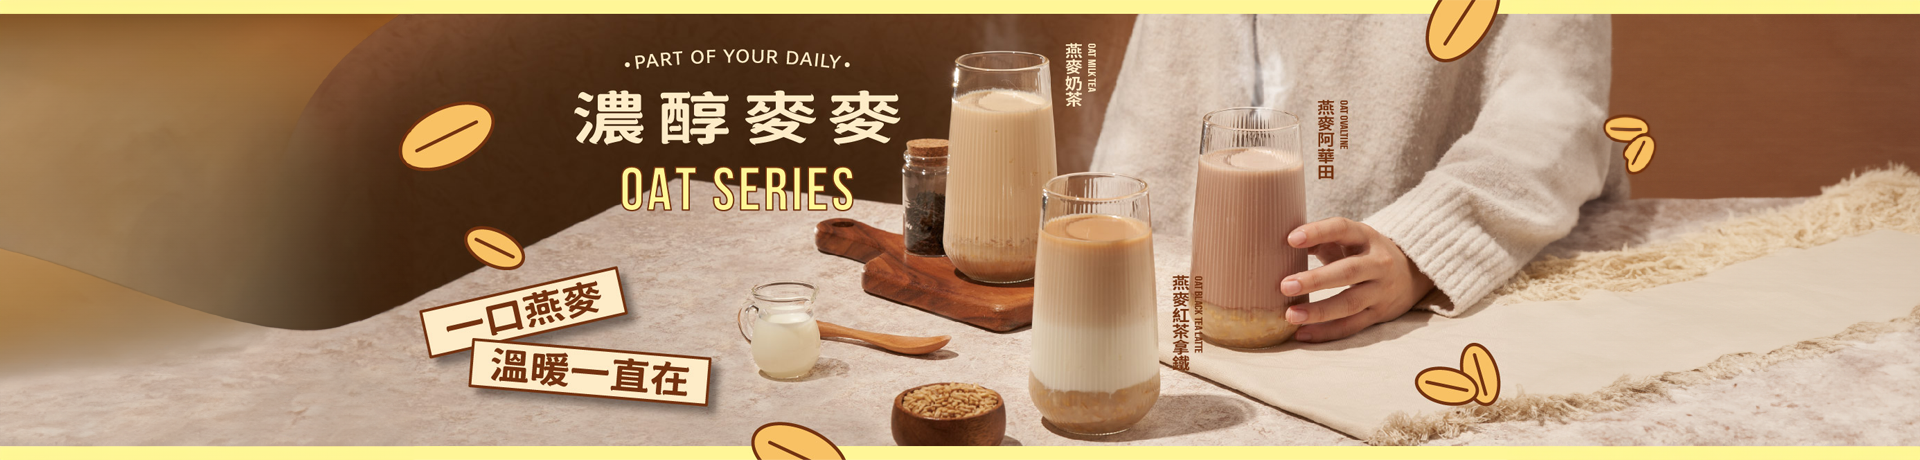 •PART OF YOUR DAILY•
濃醇麥麥
OAT SERIES
一口燕麥
溫暖一直在
OAT MILK TEA
燕麥奶茶
OAT OVALTINE
燕麥阿華田
OAT BLACK TEA LATTE
燕麥紅茶拿鐵